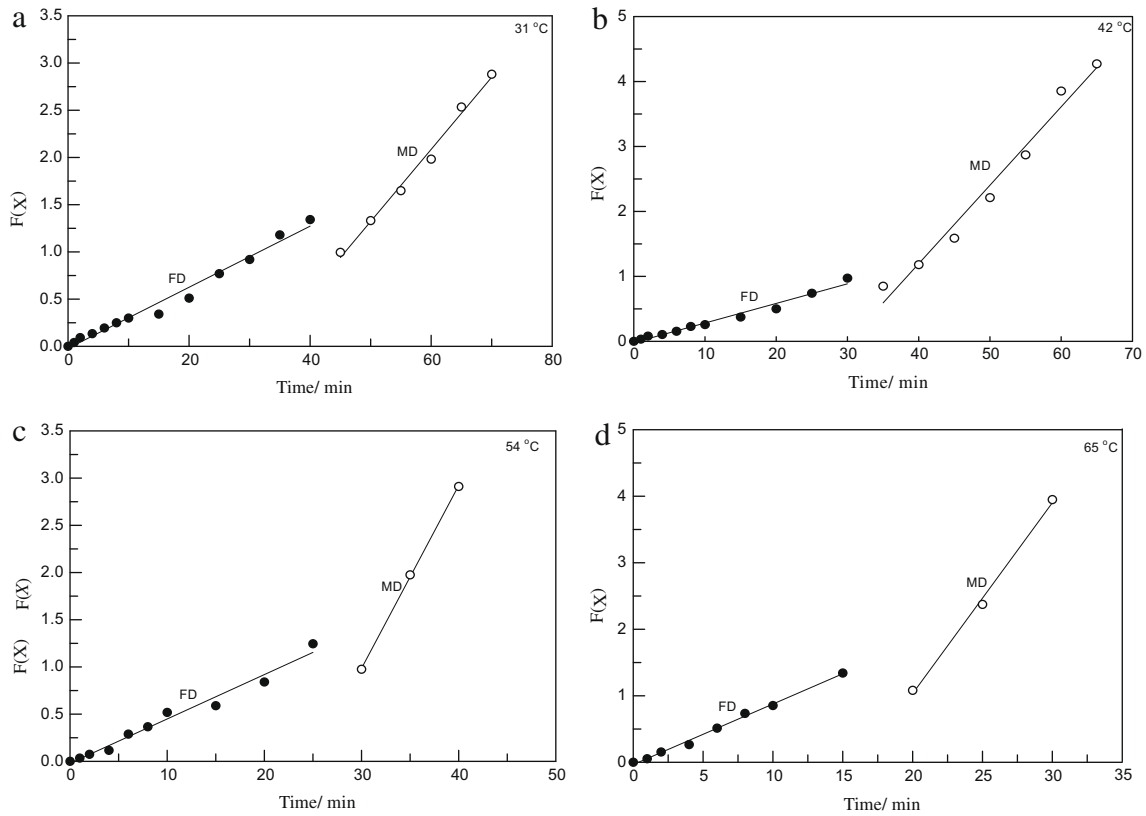 a
31 °C
3.5
3.0
2.5
2.0
1.5
1.0
0.5
0.0
F(X)
FD
MD
0 20 40 60 80
Time/ min
b
42 °C
5
4
3
2
1
0
F(X)
FD
MD
0 10 20 30 40 50 60 70
Time/ min
c
54 °C
3.5
3.0
2.5
2.0
1.5
1.0
0.5
0.0
F(X) F(X)
FD
MD
0 10 20 30 40 50
Time/ min
d
65 °C
5
4
3
2
1
0
F(X)
FD
MD
0 5 10 15 20 25 30 35
Time/ min